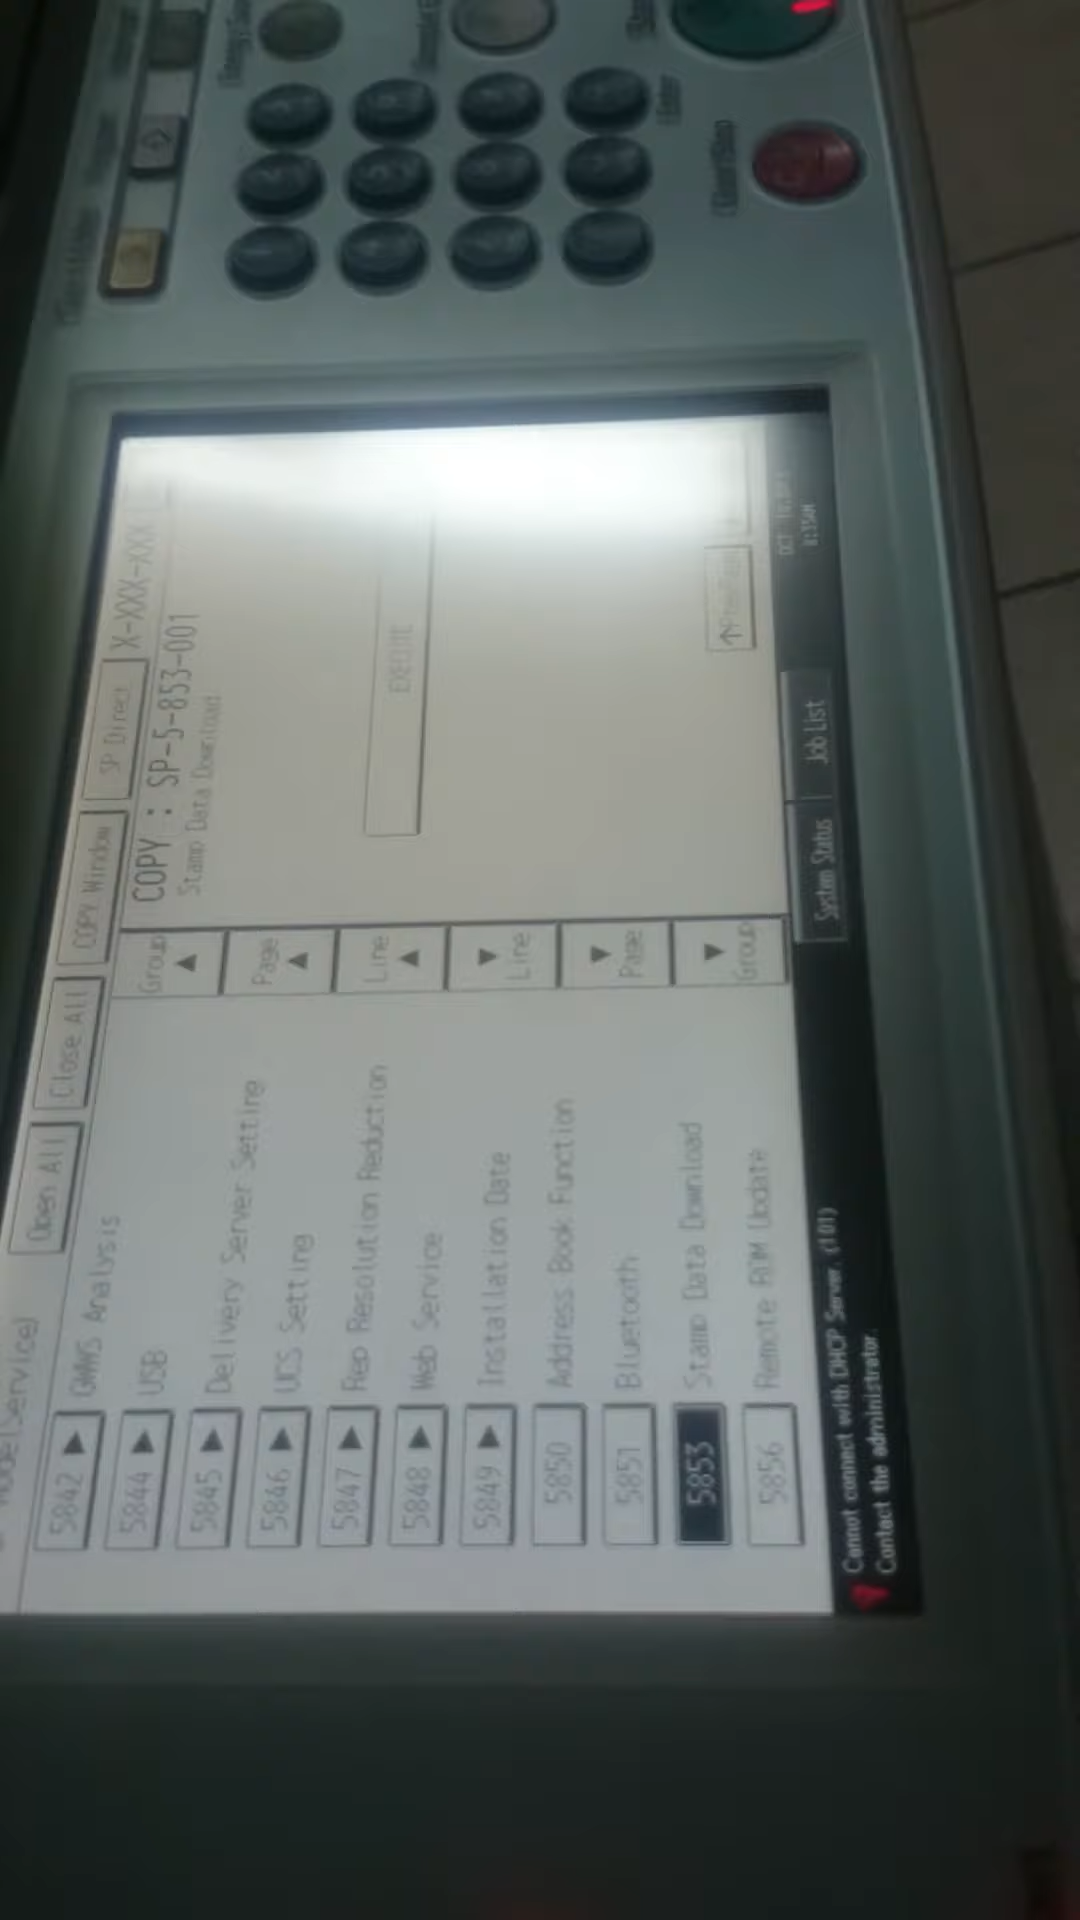 Open All
Close All
COPY Window
SP Direct
X-XXX-XXX
5842 GWWS Analysis
5844 USB
5845 Delivery Server Setting
5846 UCS Setting
5847 Rep Resolution Reduction
5848 Web Service
5849 Installation Date
5850 Address Book Function
5851 Bluetooth
5853 Stamp Data Download
5856 Remote ROM Update
Group
Page
Line
Line
Page
Group
COPY : SP-5-853-001
Stamp Data Download
EXECUTE
Cannot connect with DHCP Server. (101)
Contact the administrator.
System Status
Job List
OCT